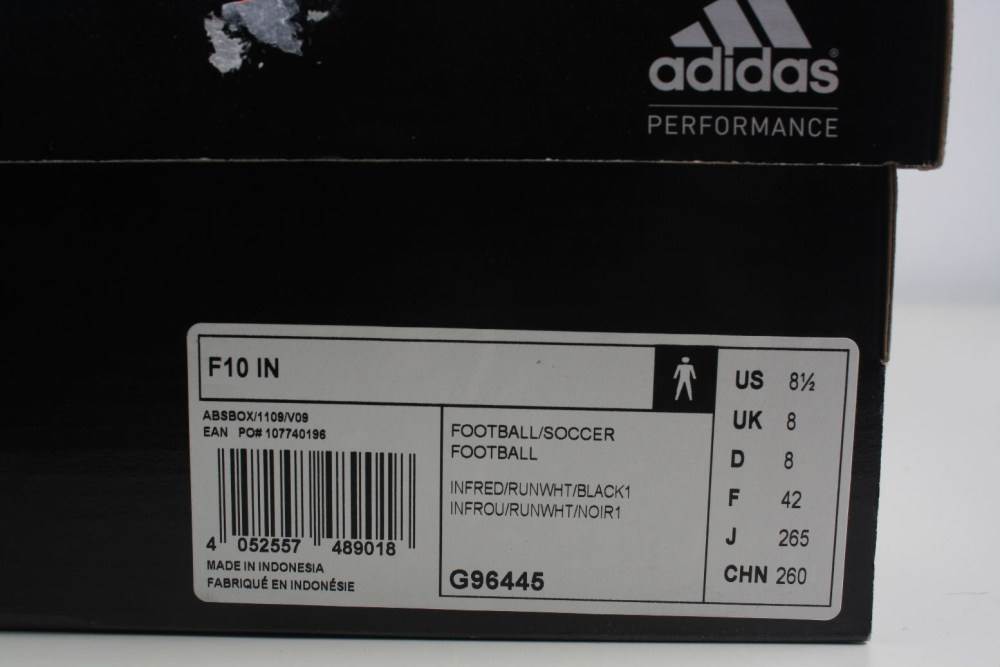 adidas®
PERFORMANCE
F10 IN
ABSBOX/1109/V09
EAN PO# 107740196
4 052557 489018
MADE IN INDONESIA
FABRIQUÉ EN INDONÉSIE
FOOTBALL/SOCCER
FOOTBALL
INFRED/RUNWHT/BLACK1
INFROU/RUNWHT/NOIR1
G96445
US 8½
UK 8
D 8
F 42
J 265
CHN 260